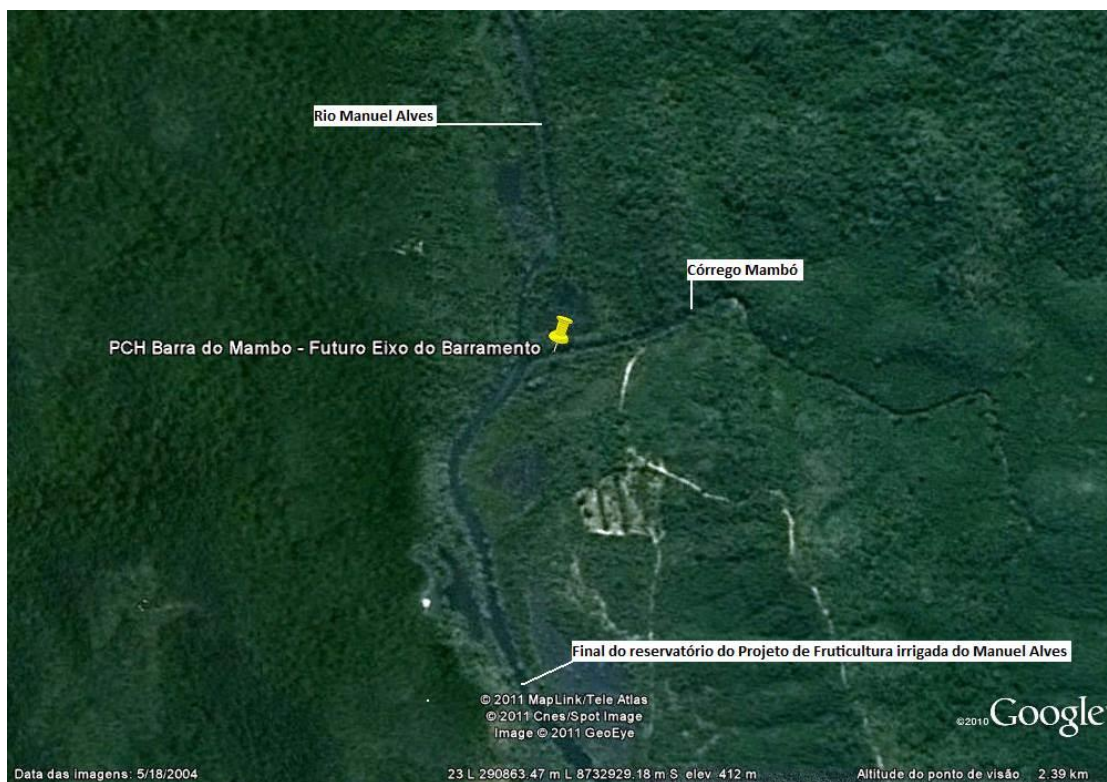 Rio Manuel Alves
Córrego Mambó
PCH Barra do Mambo - Futuro Eixo do Barramento
Final do reservatório do Projeto de Fruticultura irrigada do Manuel Alves
© 2011 MapLink/Tele Atlas
© 2011 Cnes/Spot Image
Image © 2011 GeoEye
©2010 Google
Data das imagens: 5/18/2004 23 L 290863.47 m L 8732929.18 m S elev 412 m Altitude do ponto de visão 2.39 km